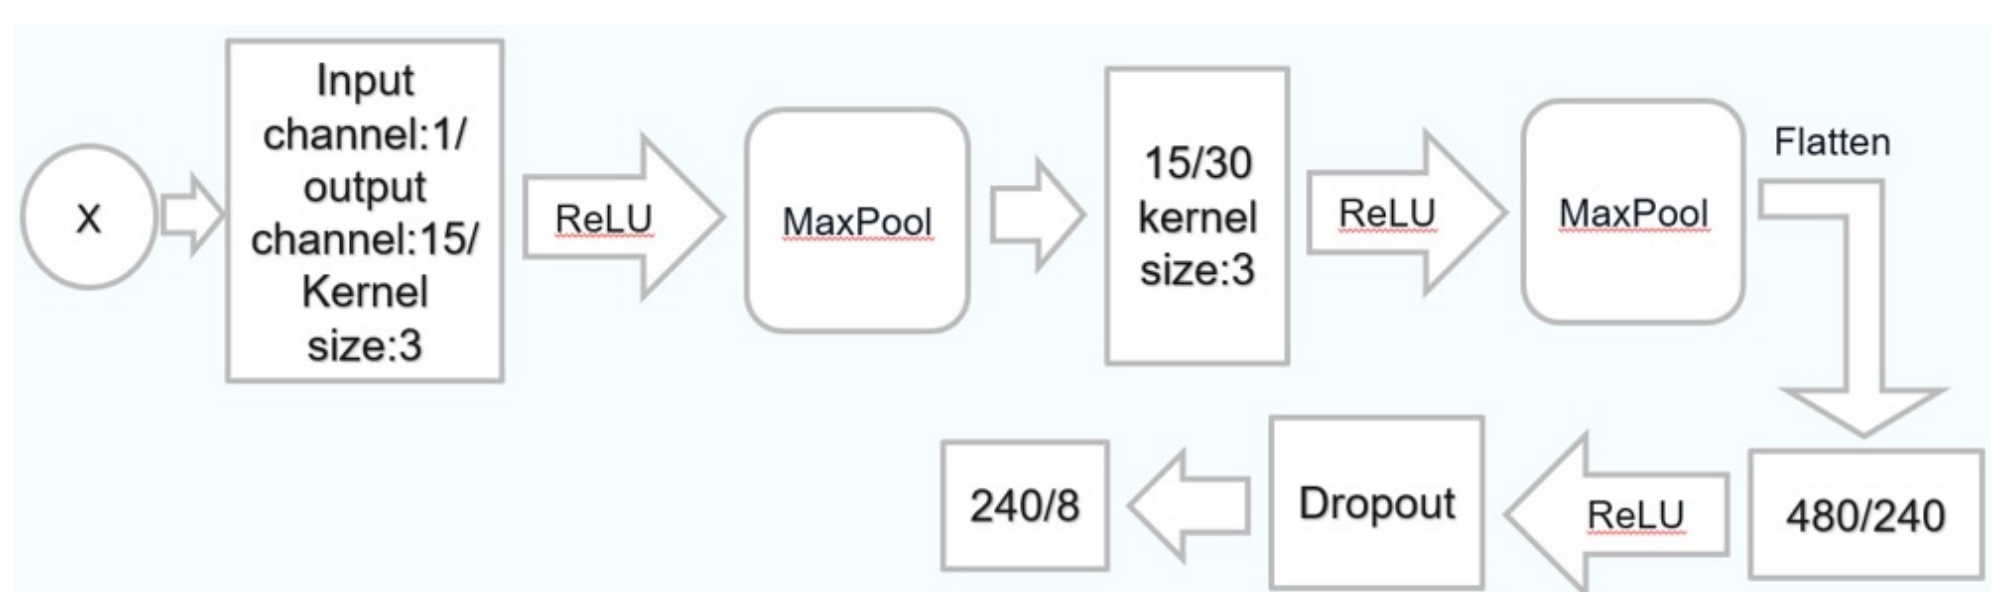 X
Input
channel:1/
output
channel:15/
Kernel
size:3
ReLU
MaxPool
15/30
kernel
size:3
ReLU
MaxPool
Flatten
480/240
ReLU
Dropout
240/8